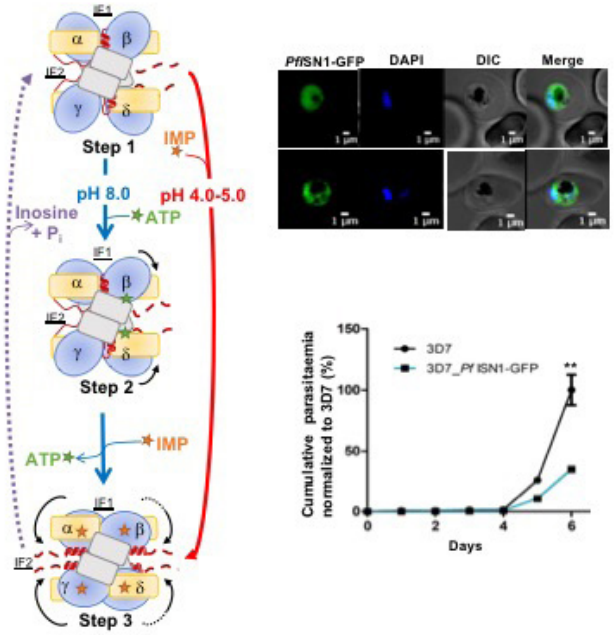 IF1
α β
IF2
γ δ
Step 1
IMP
pH 8.0 pH 4.0-5.0
ATP
Inosine
+ Pi
IF1
α β
IF2
γ δ
Step 2
IMP
ATP
IF1
α β
IF2
γ δ
Step 3
PfISN1-GFP DAPI DIC Merge
1 µm 1 µm 1 µm 1 µm
1 µm 1 µm 1 µm 1 µm
Cumulative parasitaemia
normalized to 3D7 (%)
150
100
50
0
3D7
3D7_Pf ISN1-GFP
**
0 2 4 6
Days